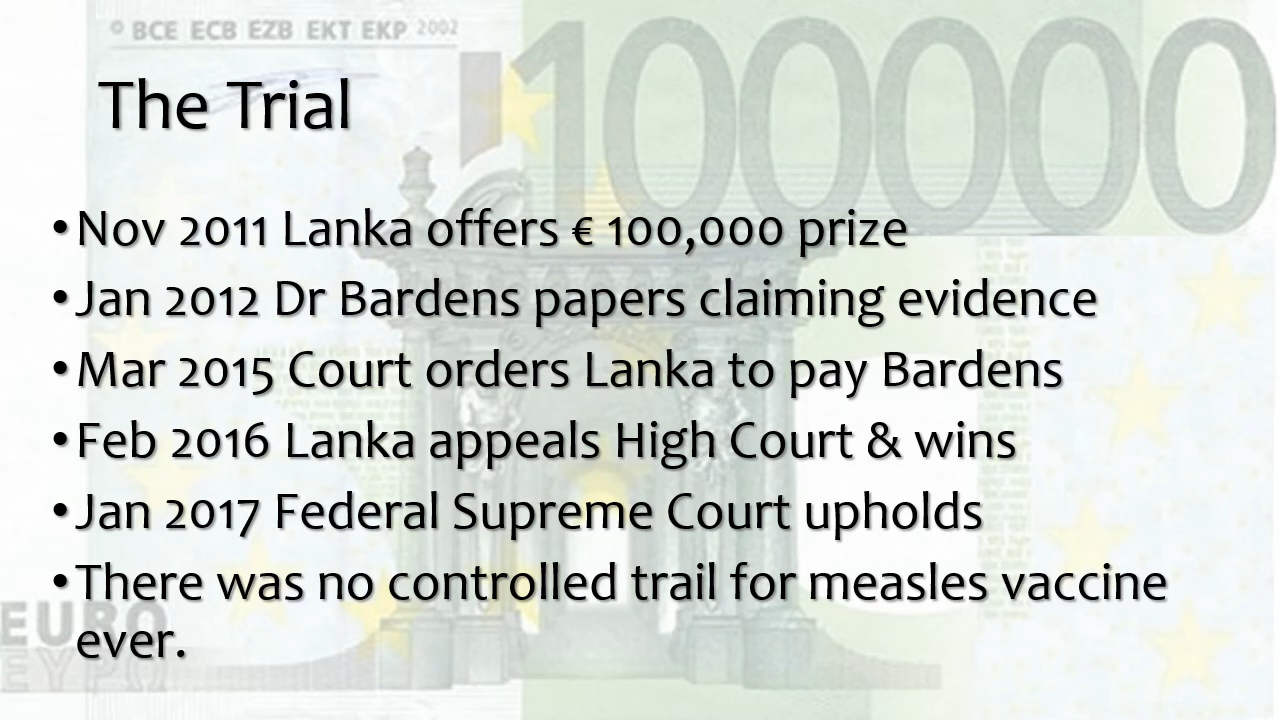 © BCE ECB EZB EKT EKP 2002
100000
The Trial
• Nov 2011 Lanka offers € 100,000 prize
• Jan 2012 Dr Bardens papers claiming evidence
• Mar 2015 Court orders Lanka to pay Bardens
• Feb 2016 Lanka appeals High Court & wins
• Jan 2017 Federal Supreme Court upholds
• There was no controlled trail for measles vaccine
ever.
EURO
ΕΥΡΩ